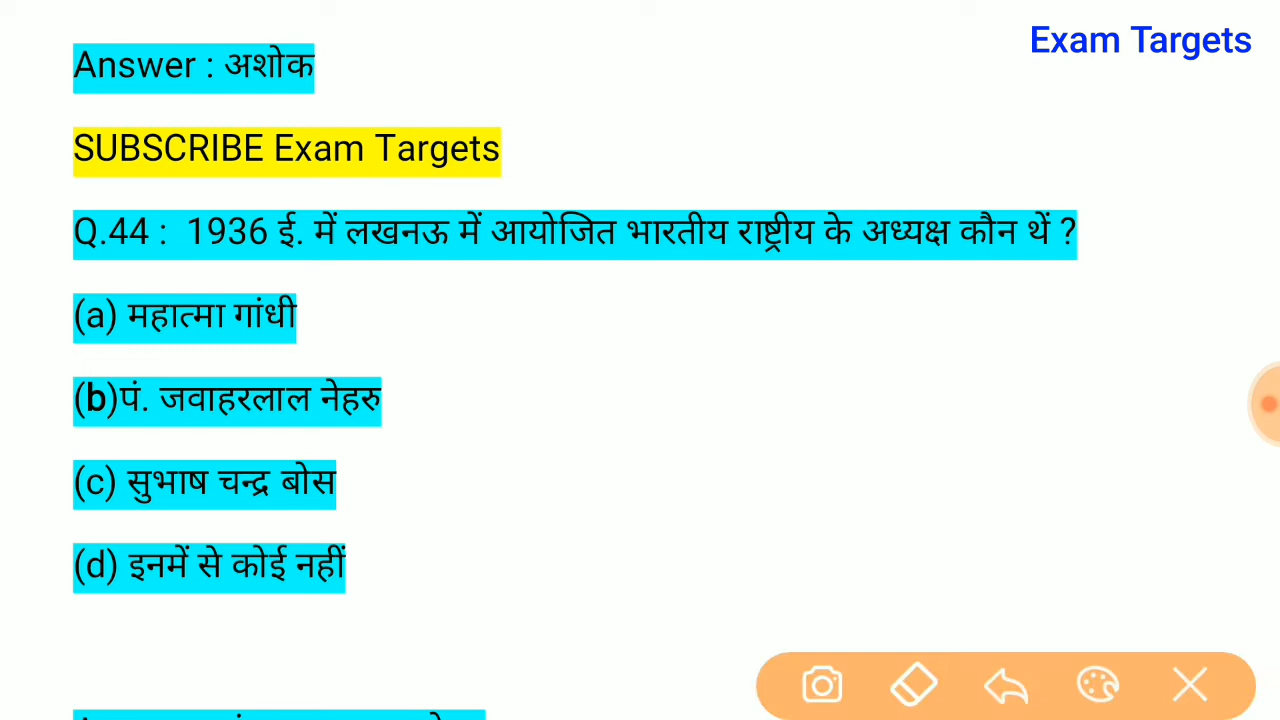 Exam Targets
Answer : अशोक
SUBSCRIBE Exam Targets
Q.44 : 1936 ई. में लखनऊ में आयोजित भारतीय राष्ट्रीय के अध्यक्ष कौन थें ?
(a) महात्मा गांधी
(b)पं. जवाहरलाल नेहरु
(c) सुभाष चन्द्र बोस
(d) इनमें से कोई नहीं